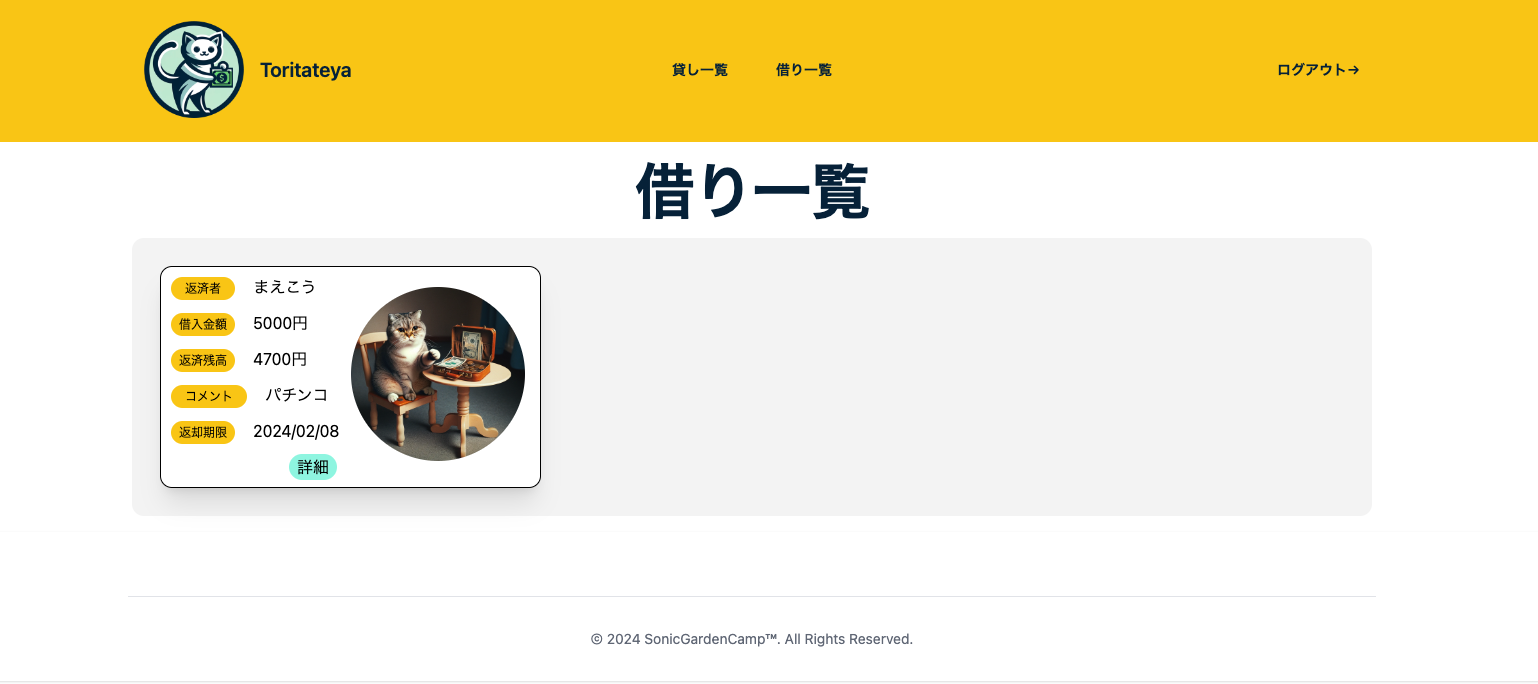 Toritateya
貸し一覧 借り一覧
ログアウト→
借り一覧
返済者 まえこう
借入金額 5000円
返済残高 4700円
コメント パチンコ
返却期限 2024/02/08
詳細
© 2024 SonicGardenCamp™. All Rights Reserved.